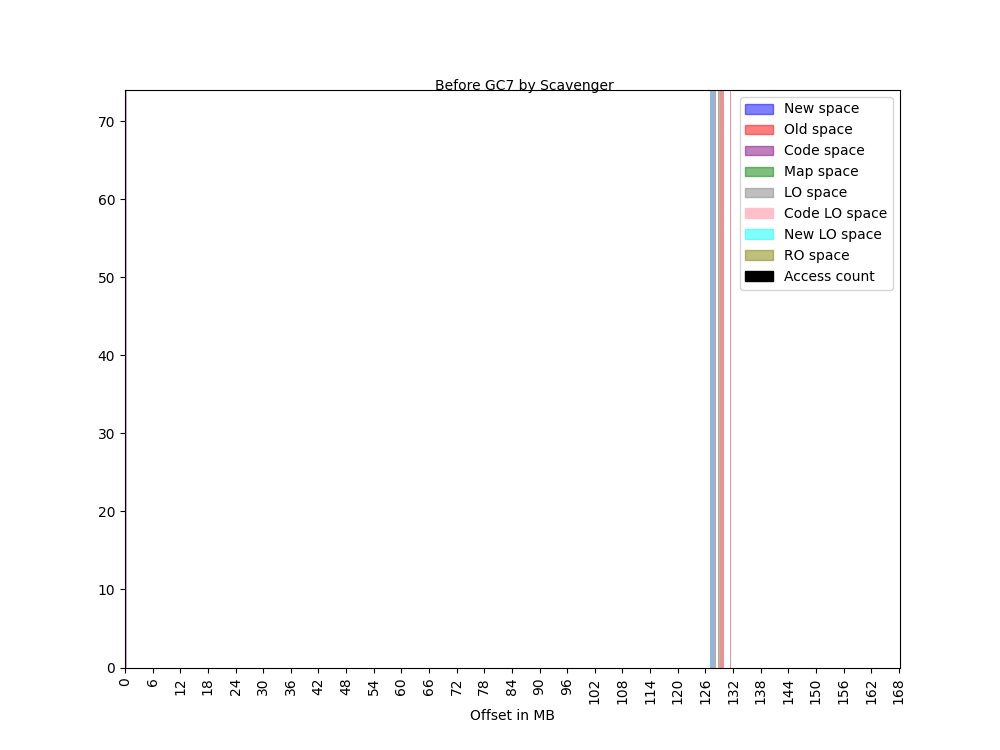 Before GC7 by Scavenger
New space
Old space
Code space
Map space
LO space
Code LO space
New LO space
RO space
Access count
70
60
50
40
30
20
10
0
0 6 12 18 24 30 36 42 48 54 60 66 72 78 84 90 96 102 108 114 120 126 132 138 144 150 156 162 168
Offset in MB